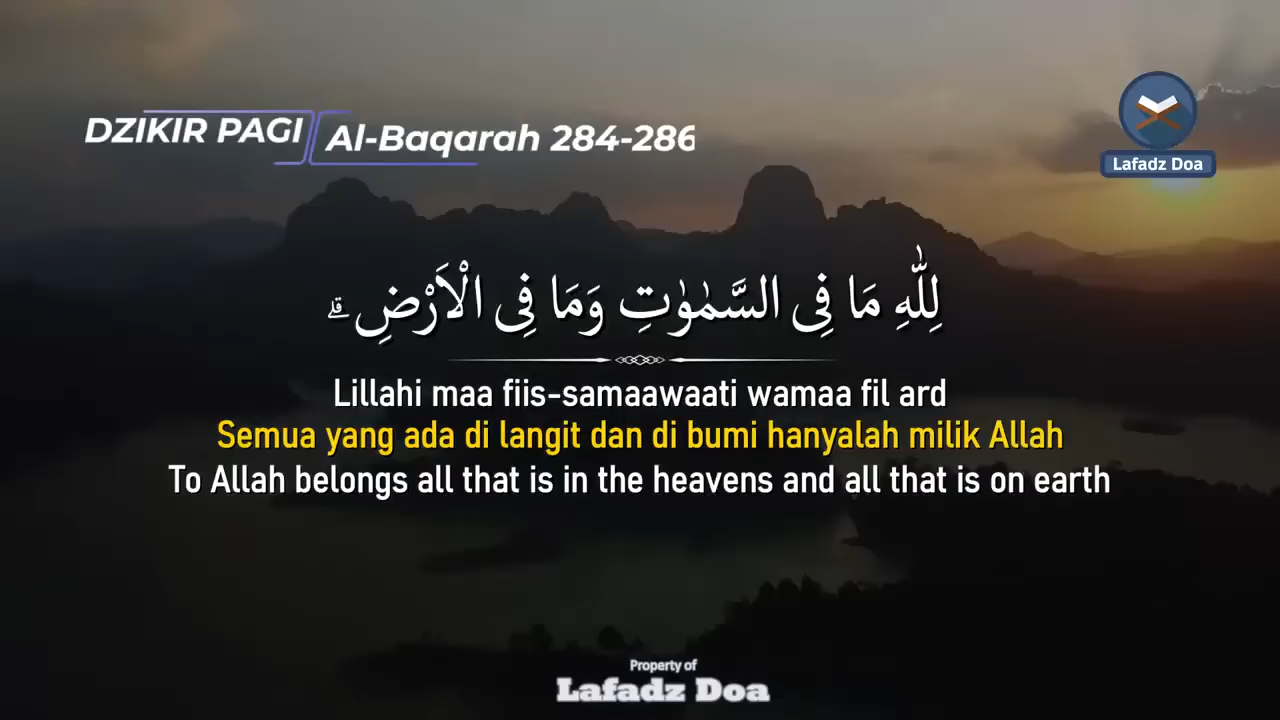 DZIKIR PAGI
Al-Baqarah 284-286
Lafadz Doa
لِلّٰهِ مَا فِى السَّمٰوٰتِ وَمَا فِى الْاَرْضِۗ
Lillahi maa fiis-samaawaati wamaa fil ard
Semua yang ada di langit dan di bumi hanyalah milik Allah
To Allah belongs all that is in the heavens and all that is on earth
Property of
Lafadz Doa